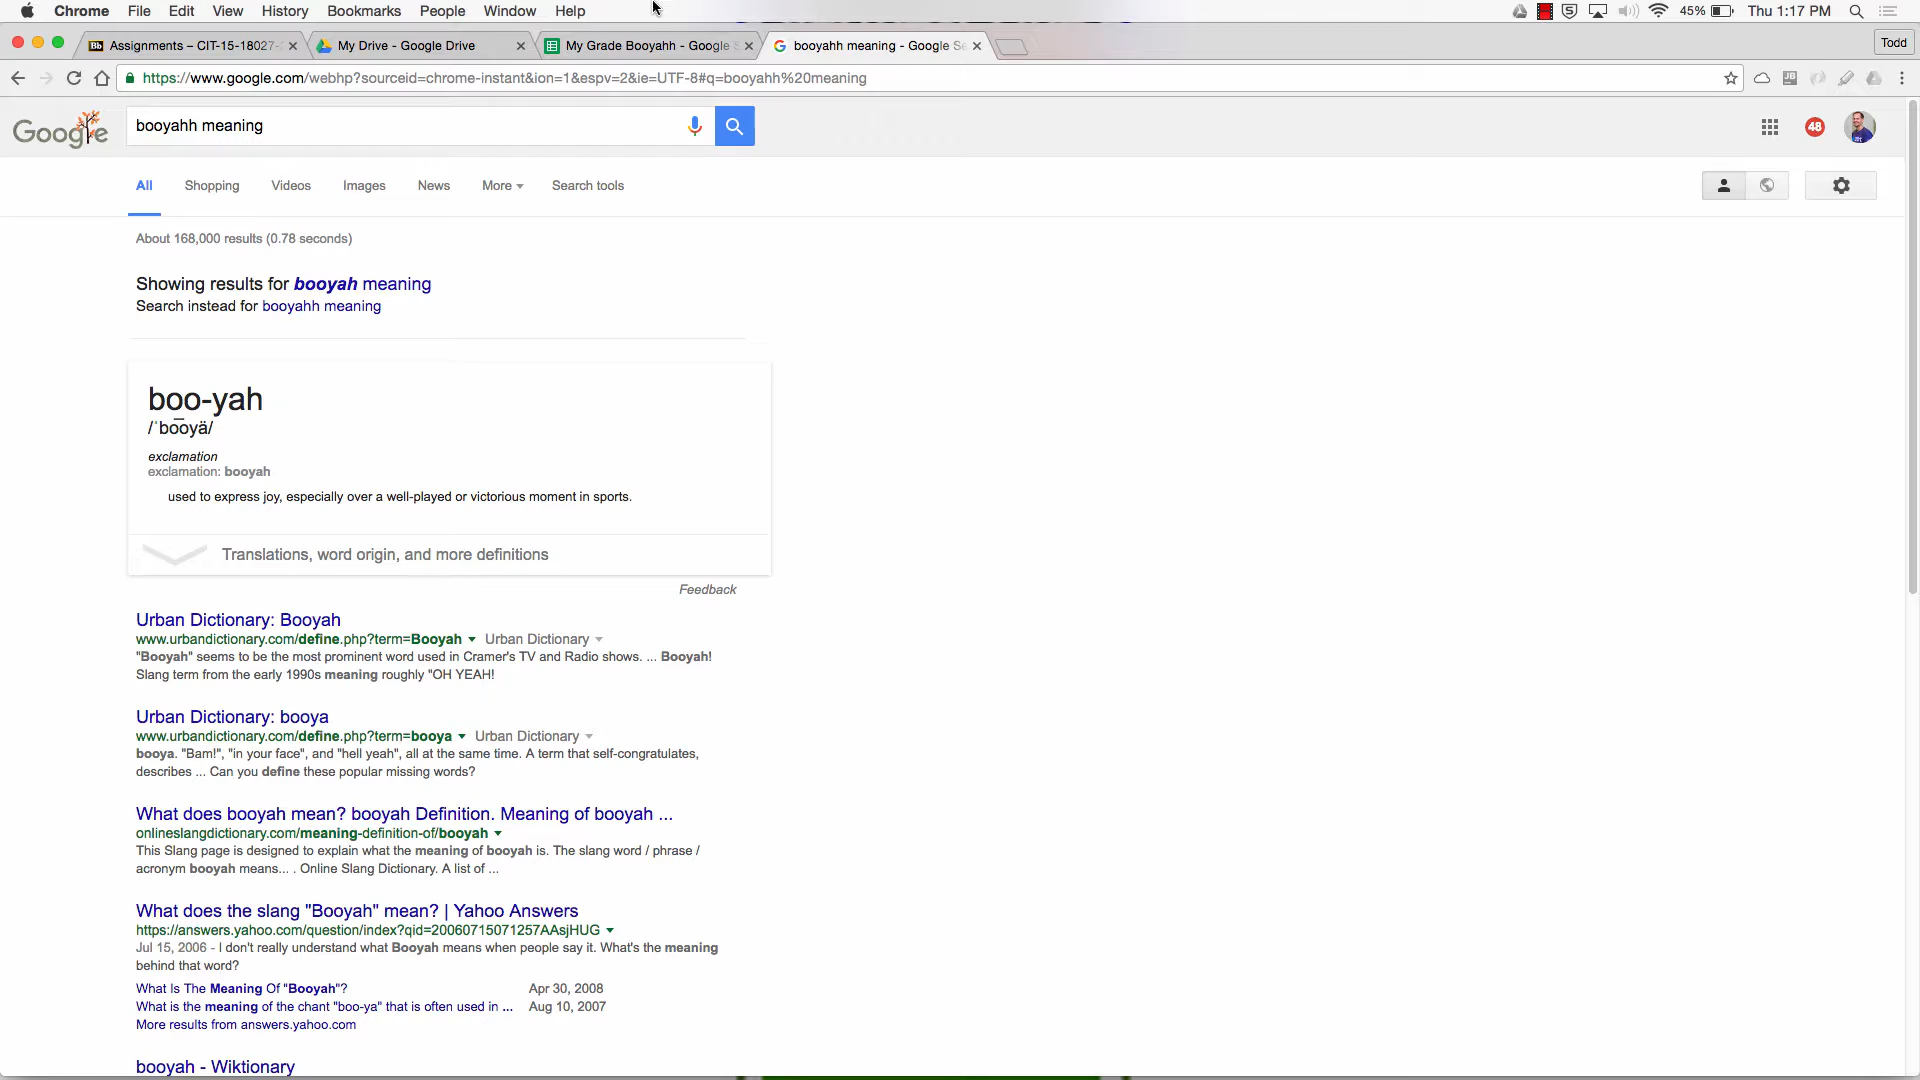 Chrome File Edit View History Bookmarks People Window Help 45% Thu 1:17 PM
Assignments – CIT-15-18027- My Drive - Google Drive My Grade Booyahh - Google S booyahh meaning - Google Se Todd
https://www.google.com/webhp?sourceid=chrome-instant&ion=1&espv=2&ie=UTF-8#q=booyahh%20meaning
Google booyahh meaning 48
All Shopping Videos Images News More Search tools
About 168,000 results (0.78 seconds)
Showing results for booyah meaning
Search instead for booyahh meaning
boo-yah
/ˈbo͞oyä/
exclamation
exclamation: booyah
used to express joy, especially over a well-played or victorious moment in sports.
Translations, word origin, and more definitions
Feedback
Urban Dictionary: Booyah
www.urbandictionary.com/define.php?term=Booyah Urban Dictionary
"Booyah" seems to be the most prominent word used in Cramer's TV and Radio shows. ... Booyah!
Slang term from the early 1990s meaning roughly "OH YEAH!
Urban Dictionary: booya
www.urbandictionary.com/define.php?term=booya Urban Dictionary
booya. "Bam!", "in your face", and "hell yeah", all at the same time. A term that self-congratulates,
describes ... Can you define these popular missing words?
What does booyah mean? booyah Definition. Meaning of booyah ...
onlineslangdictionary.com/meaning-definition-of/booyah
This Slang page is designed to explain what the meaning of booyah is. The slang word / phrase /
acronym booyah means... . Online Slang Dictionary. A list of ...
What does the slang "Booyah" mean? | Yahoo Answers
https://answers.yahoo.com/question/index?qid=20060715071257AAsjHUG
Jul 15, 2006 - I don't really understand what Booyah means when people say it. What's the meaning
behind that word?
What Is The Meaning Of "Booyah"? Apr 30, 2008
What is the meaning of the chant "boo-ya" that is often used in ... Aug 10, 2007
More results from answers.yahoo.com
booyah - Wiktionary